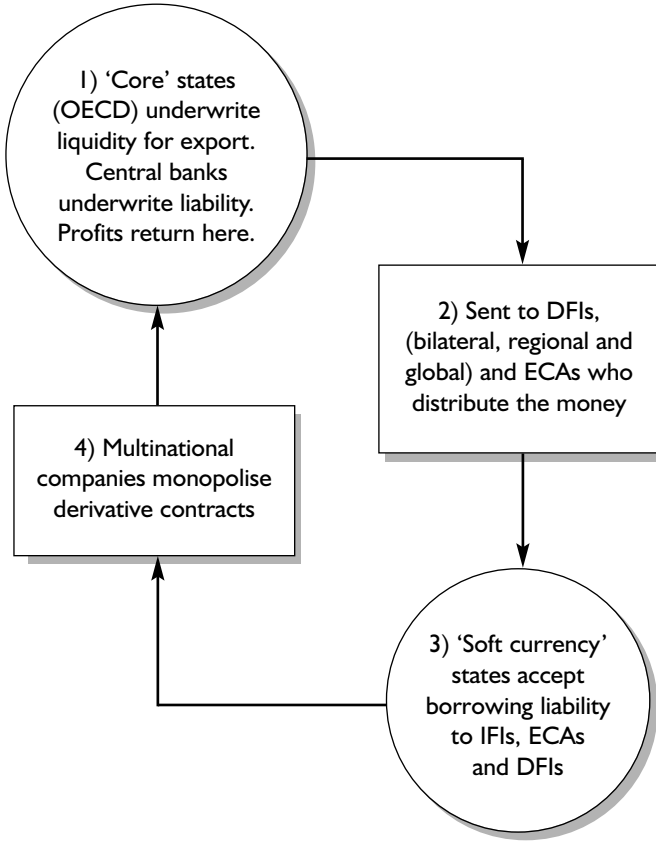 1) ‘Core’ states
(OECD) underwrite
liquidity for export.
Central banks
underwrite liability.
Profits return here.
2) Sent to DFIs,
(bilateral, regional and
global) and ECAs who
distribute the money
3) ‘Soft currency’
states accept
borrowing liability
to IFIs, ECAs
and DFIs
4) Multinational
companies monopolise
derivative contracts